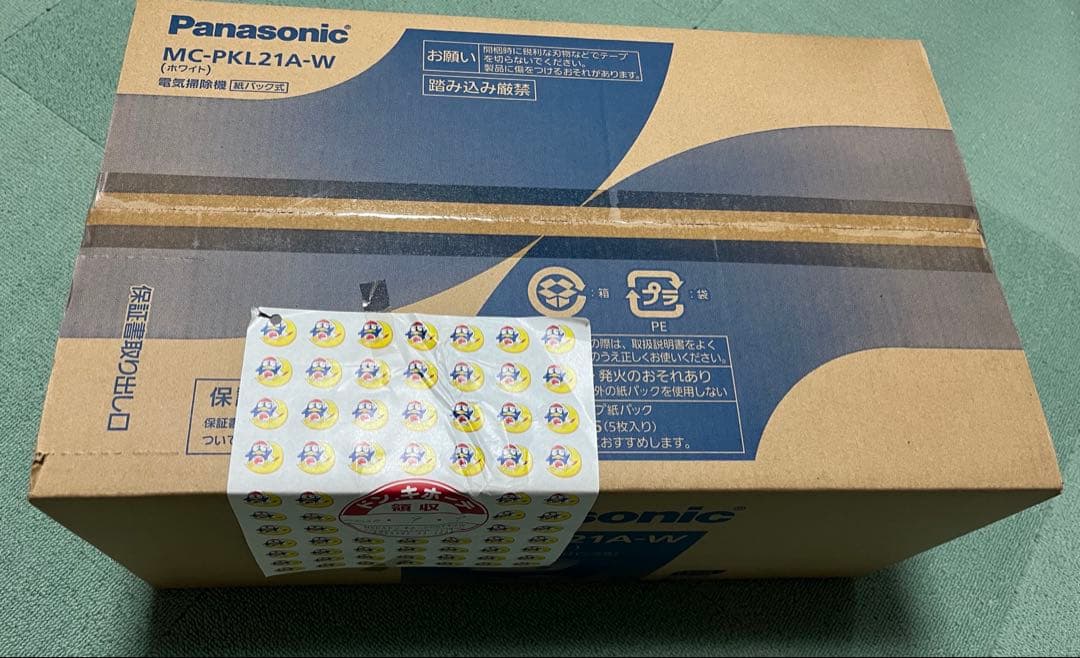 Panasonic
MC-PKL21A-W
(ホワイト)
電気掃除機 紙パック式
お願い
開梱時に鋭利な刃物などでテープ
を切らないでください。
製品に傷をつけるおそれがあります。
踏み込み厳禁
:箱
プラ
:袋
PE
の際は、取扱説明書をよく
のうえ正しくお使いください。
発火のおそれあり
外の紙パックを使用しない
プ紙パック
(5枚入り)
におすすめします。
保証書取り出し口
保
保証書
ついて
ドン.キホーテ
領収
sonic
21A-W